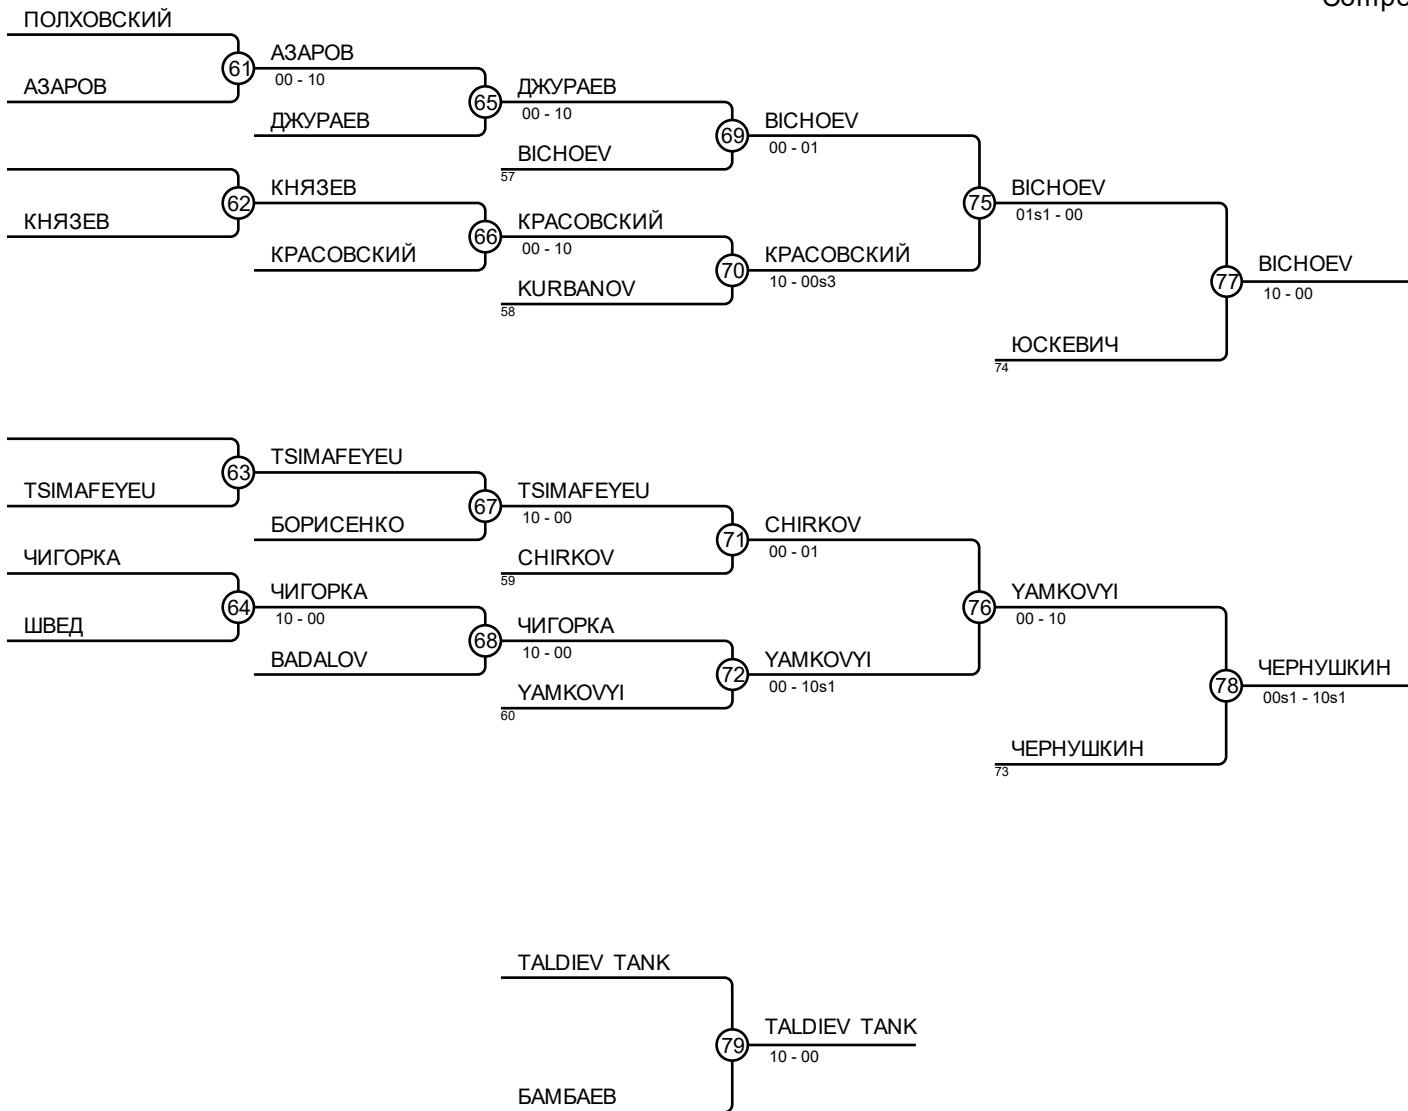 Compe
ПОЛХОВСКИЙ
61
АЗАРОВ
00 - 10
АЗАРОВ
65
ДЖУРАЕВ
00 - 10
ДЖУРАЕВ
69
BICHOEV
00 - 01
BICHOEV
57
62
КНЯЗЕВ
75
BICHOEV
01s1 - 00
КНЯЗЕВ
66
КРАСОВСКИЙ
00 - 10
КРАСОВСКИЙ
70
КРАСОВСКИЙ
10 - 00s3
77
BICHOEV
10 - 00
KURBANOV
58
ЮСКЕВИЧ
74
63
TSIMAFEYEU
TSIMAFEYEU
67
TSIMAFEYEU
10 - 00
БОРИСЕНКО
71
CHIRKOV
00 - 01
ЧИГОРКА
CHIRKOV
59
64
ЧИГОРКА
10 - 00
76
YAMKOVYI
00 - 10
ШВЕД
68
ЧИГОРКА
10 - 00
BADALOV
72
YAMKOVYI
00 - 10s1
78
ЧЕРНУШКИН
00s1 - 10s1
YAMKOVYI
60
ЧЕРНУШКИН
73
TALDIEV TANK
79
TALDIEV TANK
10 - 00
БАМБАЕВ